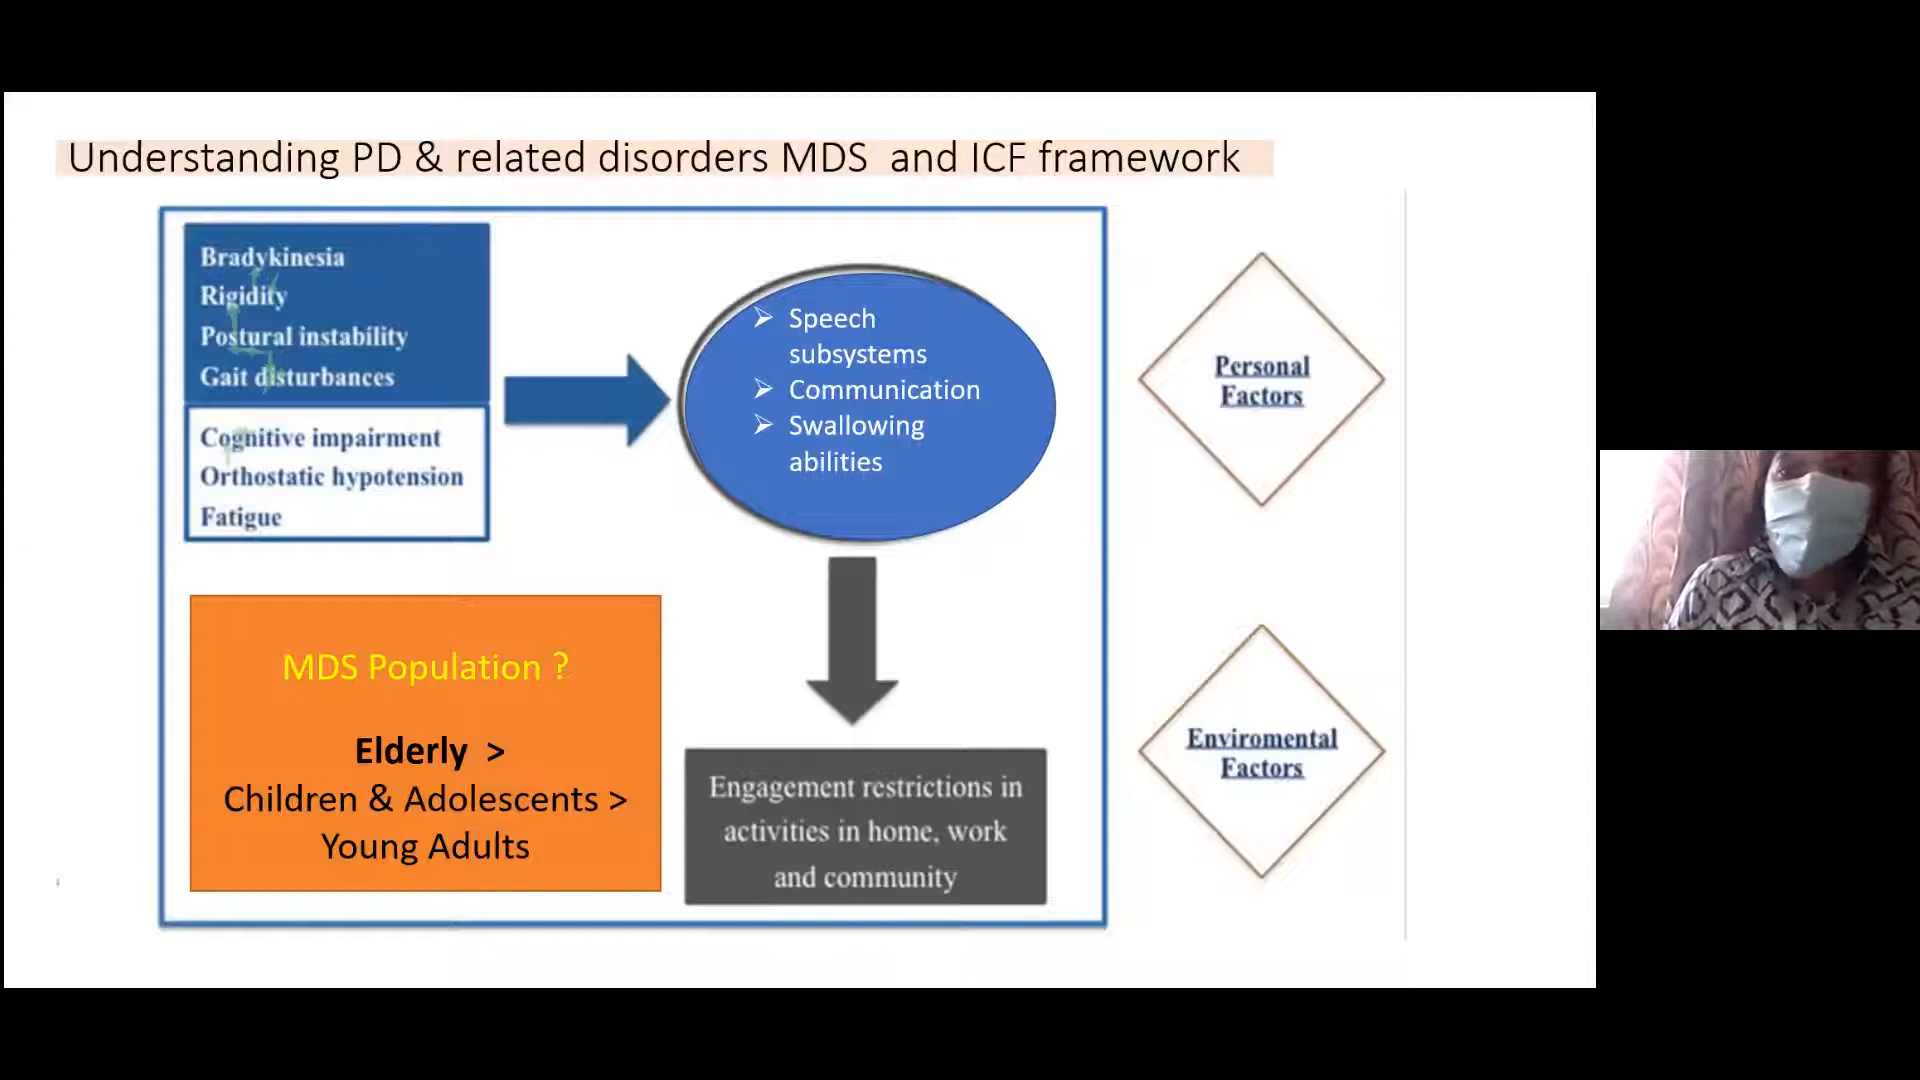 Understanding PD & related disorders MDS and ICF framework
Bradykinesia
Rigidity
Postural instability
Gait disturbances
Cognitive impairment
Orthostatic hypotension
Fatigue
➢ Speech
subsystems
➢ Communication
➢ Swallowing
abilities
Personal
Factors
MDS Population ?
Elderly >
Children & Adolescents >
Young Adults
Engagement restrictions in
activities in home, work
and community
Enviromental
Factors